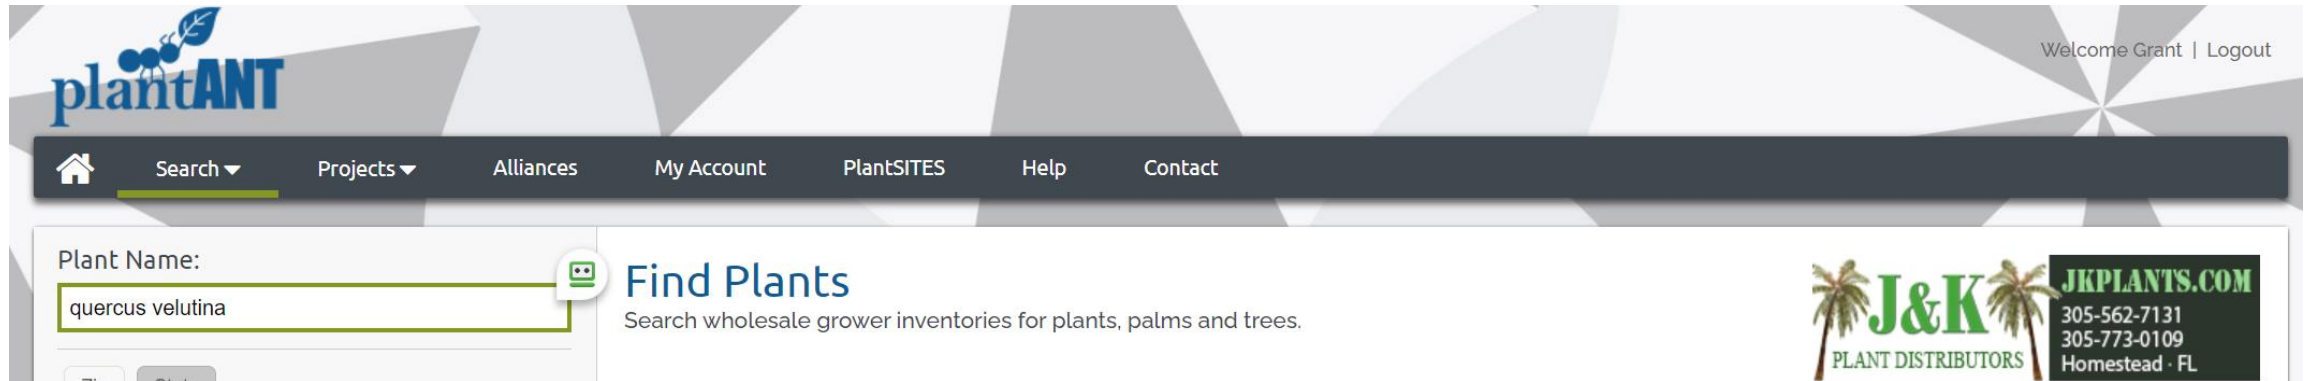 plantANT
Welcome Grant | Logout
Search Projects Alliances My Account PlantSITES Help Contact
Plant Name:
quercus velutina
Find Plants
Search wholesale grower inventories for plants, palms and trees.
J&K
PLANT DISTRIBUTORS
JKPLANTS.COM
305-562-7131
305-773-0109
Homestead · FL